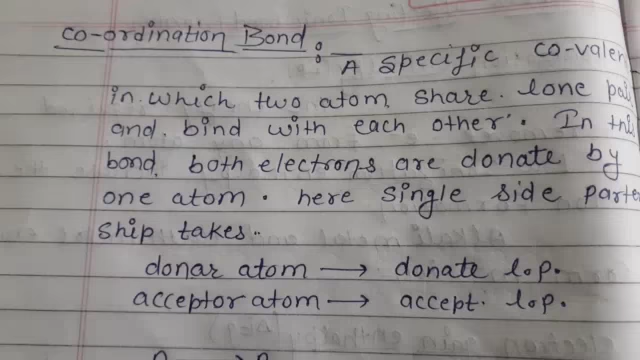 co-ordination Bond :- A specific co-valen
in which two atom share lone pai
and bind with each other. In thi
bond, both electrons are donate by
one atom. here single side parte
ship takes..
donar atom → donate l.p.
acceptor atom → accept. l.p.